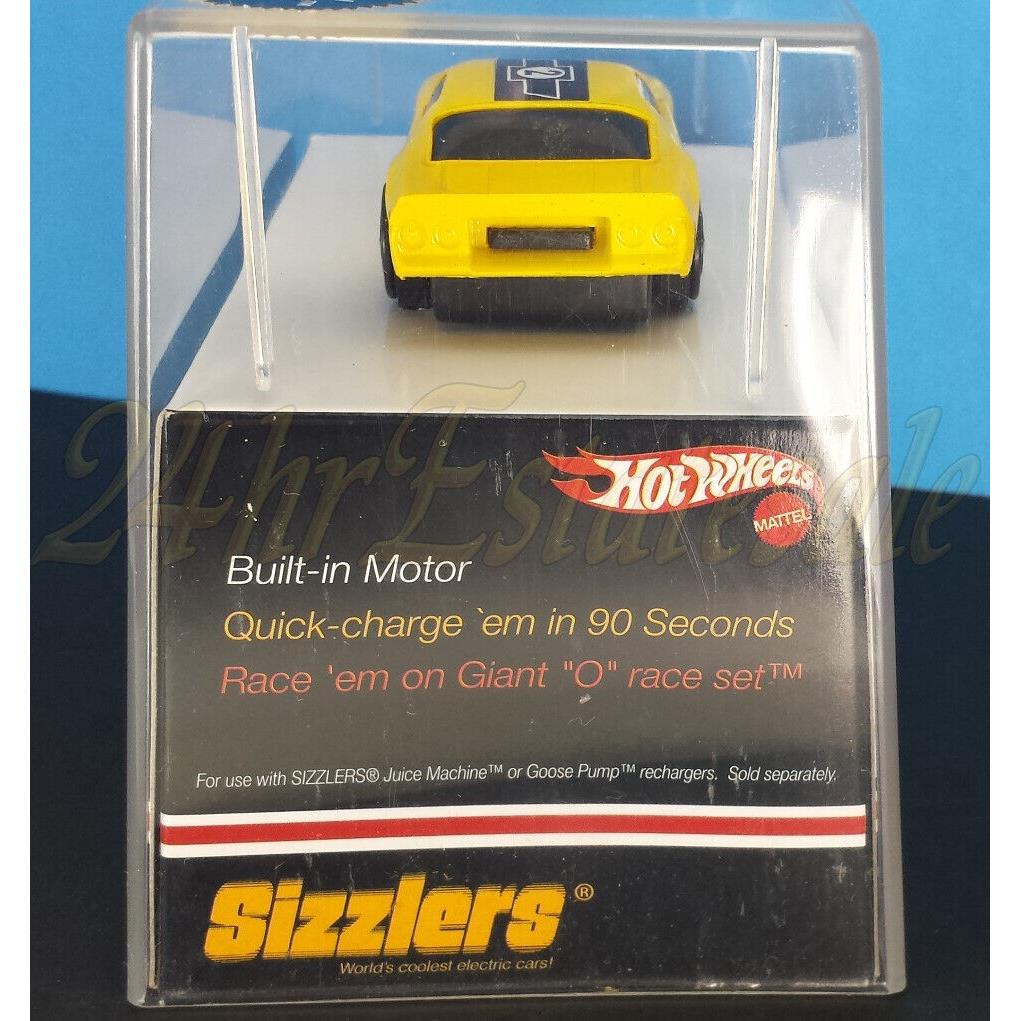 HOT WHEELS
MATTEL
24hrEstateSale
Built-in Motor
Quick-charge `em in 90 Seconds
Race 'em on Giant "O" race set™
For use with SIZZLERS® Juice Machine™ or Goose Pump™ rechargers. Sold separately.
Sizzlers®
World's coolest electric cars!